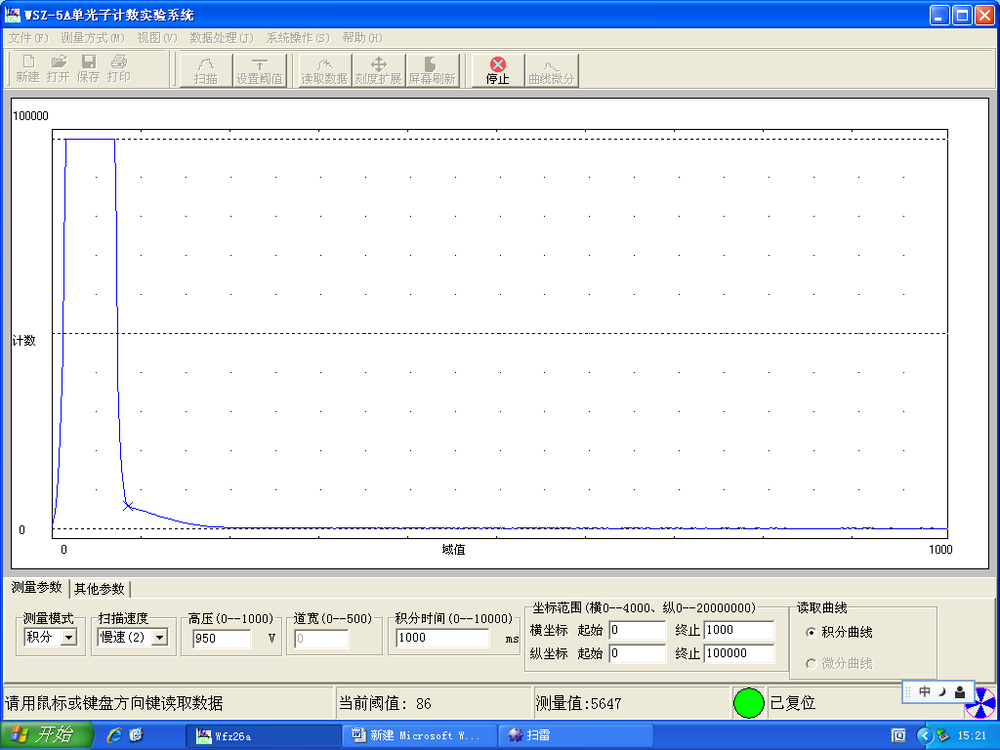 WSZ-5A单光子计数实验系统
文件(F) 测量方式(M) 视图(V) 数据处理(J) 系统操作(S) 帮助(H)
新建 打开 保存 打印 扫描 设置阈值 读取数据 刻度扩展 屏幕刷新 停止 曲线微分
100000
计数
0
0 域值 1000
测量参数 其他参数
测量模式 扫描速度 高压(0--1000) 道宽(0--500) 积分时间(0--10000) 坐标范围(横0--4000、纵0--20000000) 读取曲线
积分 慢速(2) 950 V 0 1000 ms 横坐标 起始 0 终止 1000 积分曲线
纵坐标 起始 0 终止 100000 微分曲线
请用鼠标或键盘方向键读取数据 当前阈值: 86 测量值:5647 已复位
中
开始 Wfz26a 新建 Microsoft W... 扫雷 15:21